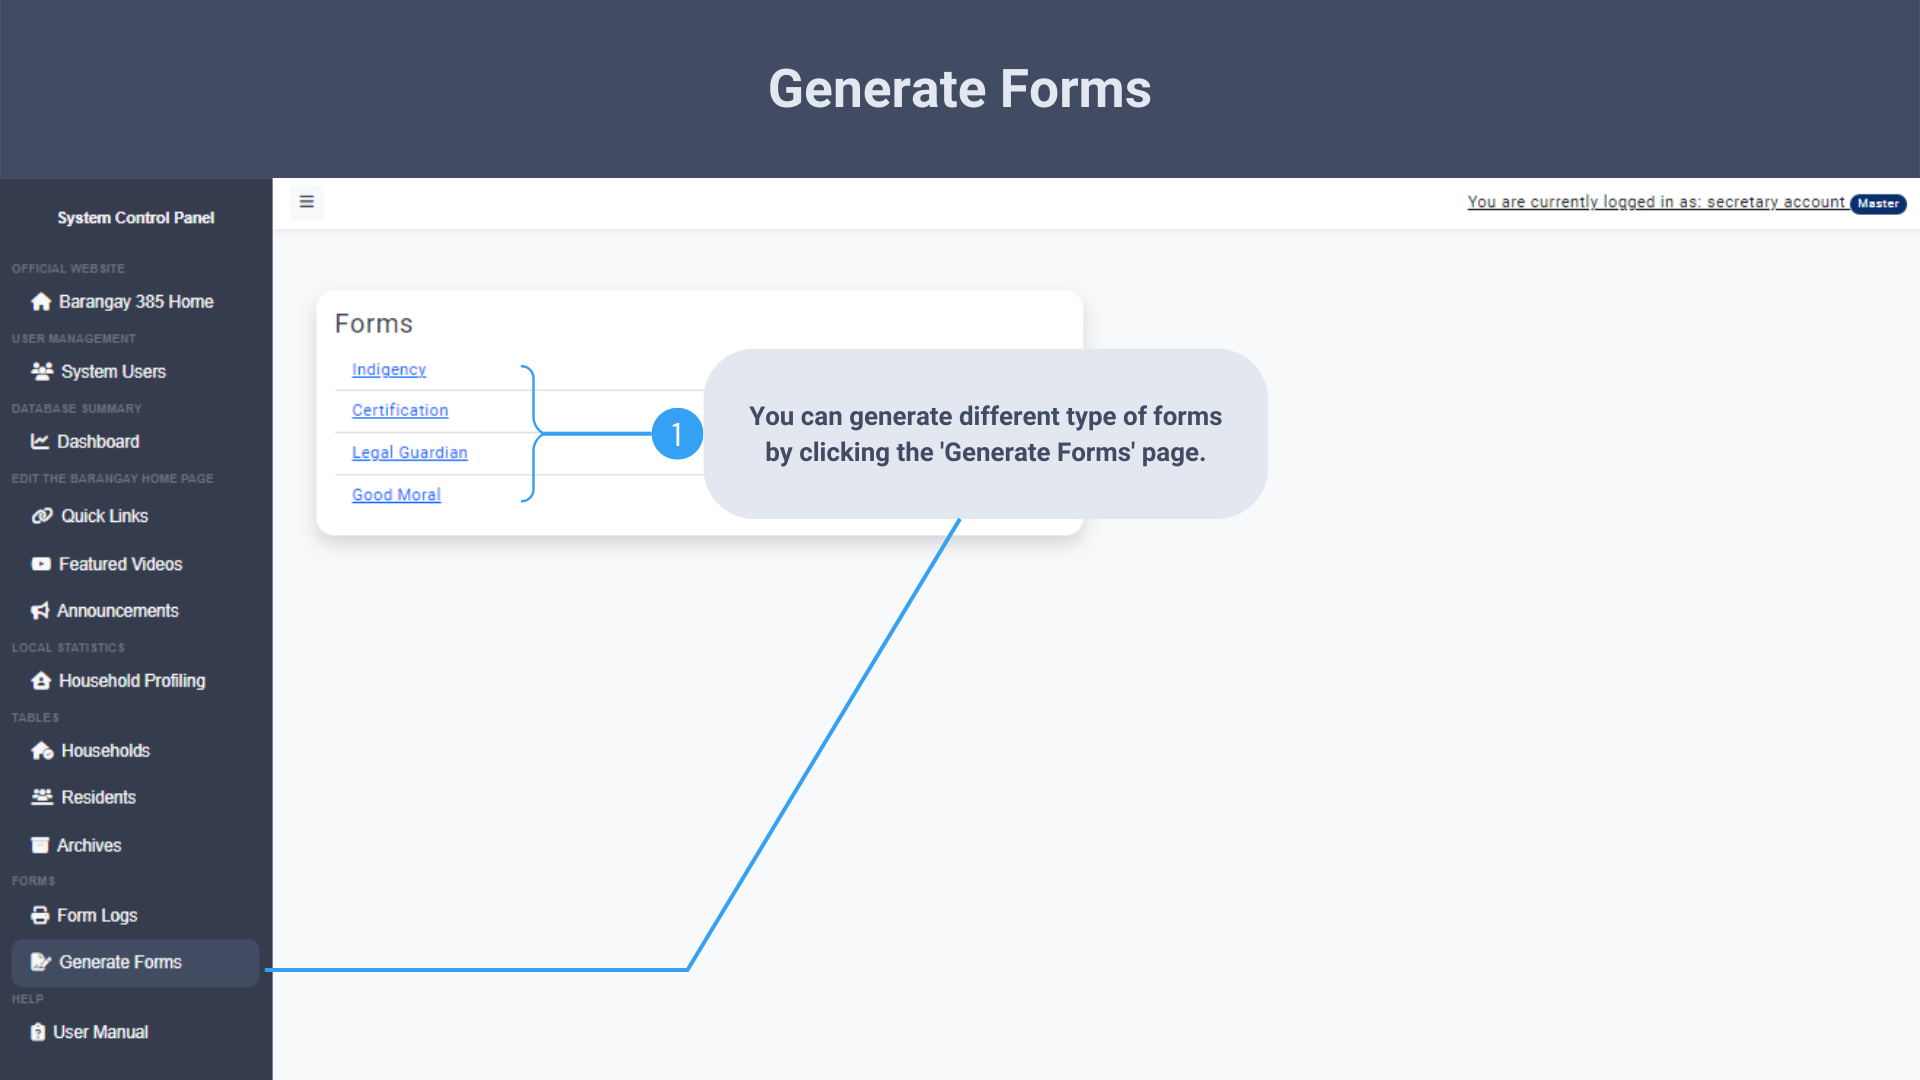 Generate Forms
System Control Panel
You are currently logged in as: secretary account Master
OFFICIAL WEBSITE
Barangay 385 Home
USER MANAGEMENT
System Users
DATABASE SUMMARY
Dashboard
EDIT THE BARANGAY HOME PAGE
Quick Links
Featured Videos
Announcements
LOCAL STATISTICS
Household Profiling
TABLES
Households
Residents
Archives
FORMS
Form Logs
Generate Forms
HELP
User Manual
Forms
Indigency
Certification
Legal Guardian
Good Moral
1
You can generate different type of forms
by clicking the 'Generate Forms' page.